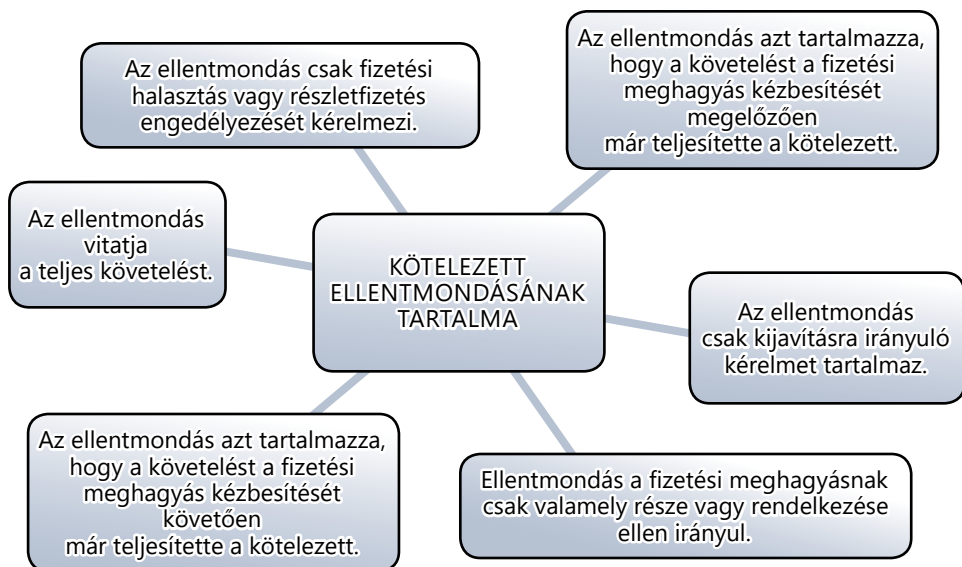 Az ellentmondás csak fizetési
halasztás vagy részletfizetés
engedélyezését kérelmezi.
Az ellentmondás azt tartalmazza,
hogy a követelést a fizetési
meghagyás kézbesítését
megelőzően
már teljesítette a kötelezett.
Az ellentmondás
vitatja
a teljes követelést.
KÖTELEZETT
ELLENTMONDÁSÁNAK
TARTALMA
Az ellentmondás
csak kijavításra irányuló
kérelmet tartalmaz.
Az ellentmondás azt tartalmazza,
hogy a követelést a fizetési
meghagyás kézbesítését
követően
már teljesítette a kötelezett.
Ellentmondás a fizetési meghagyásnak
csak valamely része vagy rendelkezése
ellen irányul.